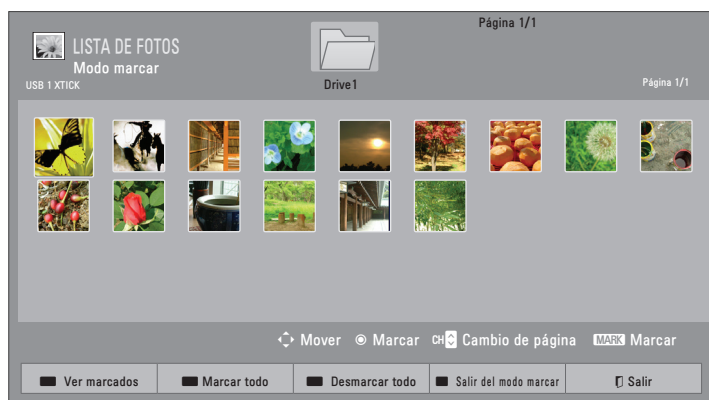 Página 1/1
LISTA DE FOTOS
Modo marcar
USB 1 XTICK
Drive1
Página 1/1
Mover Marcar CH Cambio de página MARK Marcar
Ver marcados Marcar todo Desmarcar todo Salir del modo marcar Salir